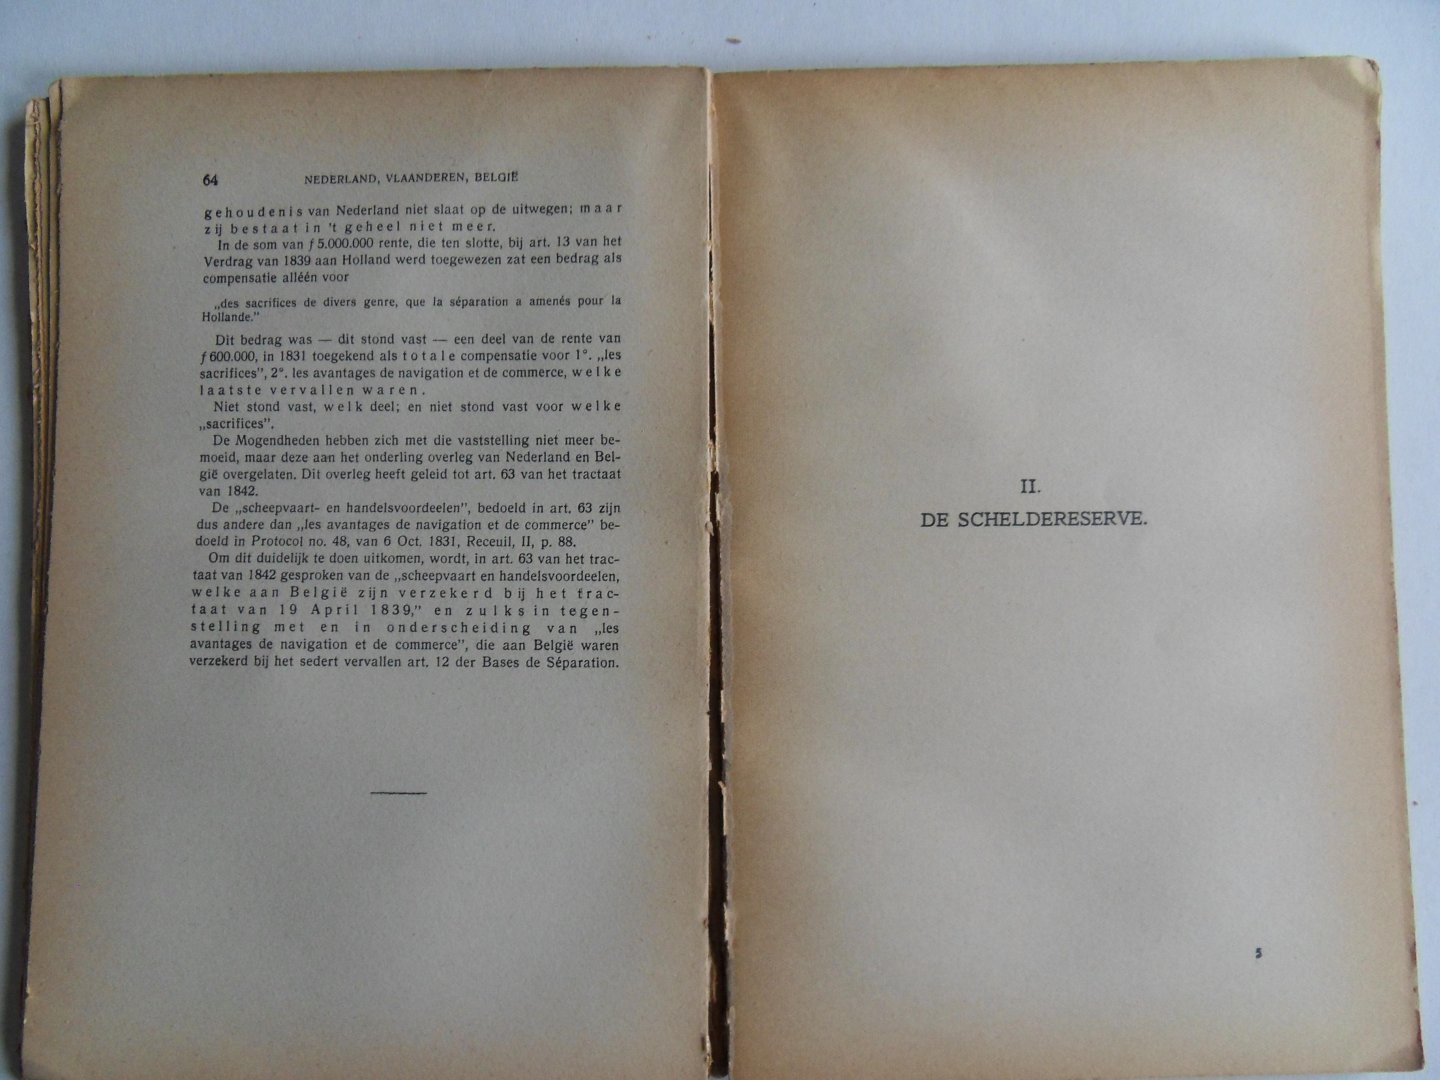 64 NEDERLAND, VLAANDEREN, BELGIË
gehoudenis van Nederland niet slaat op de uitwegen; maar
zij bestaat in 't geheel niet meer.
In de som van ƒ 5.000.000 rente, die ten slotte, bij art. 13 van het
Verdrag van 1839 aan Holland werd toegewezen zat een bedrag als
compensatie alléén voor
„des sacrifices de divers genre, que la séparation a amenés pour la
Hollande."
Dit bedrag was — dit stond vast — een deel van de rente van
ƒ 600.000, in 1831 toegekend als totale compensatie voor 1°. „les
sacrifices", 2°. les avantages de navigation et de commerce, welke
laatste vervallen waren.
Niet stond vast, welk deel; en niet stond vast voor welke
„sacrifices".
De Mogendheden hebben zich met die vaststelling niet meer be-
moeid, maar deze aan het onderling overleg van Nederland en Bel-
gië overgelaten. Dit overleg heeft geleid tot art. 63 van het tractaat
van 1842.
De „scheepvaart- en handelsvoordeelen", bedoeld in art. 63 zijn
dus andere dan „les avantages de navigation et de commerce" be-
doeld in Protocol no. 48, van 6 Oct. 1831, Receuil, II, p. 88.
Om dit duidelijk te doen uitkomen, wordt, in art. 63 van het trac-
taat van 1842 gesproken van de „scheepvaart en handelsvoordeelen,
welke aan België zijn verzekerd bij het trac-
taat van 19 April 1839," en zulks in tegen-
stelling met en in onderscheiding van „les
avantages de navigation et de commerce", die aan België waren
verzekerd bij het sedert vervallen art. 12 der Bases de Séparation.
II.
DE SCHELDERESERVE.
5